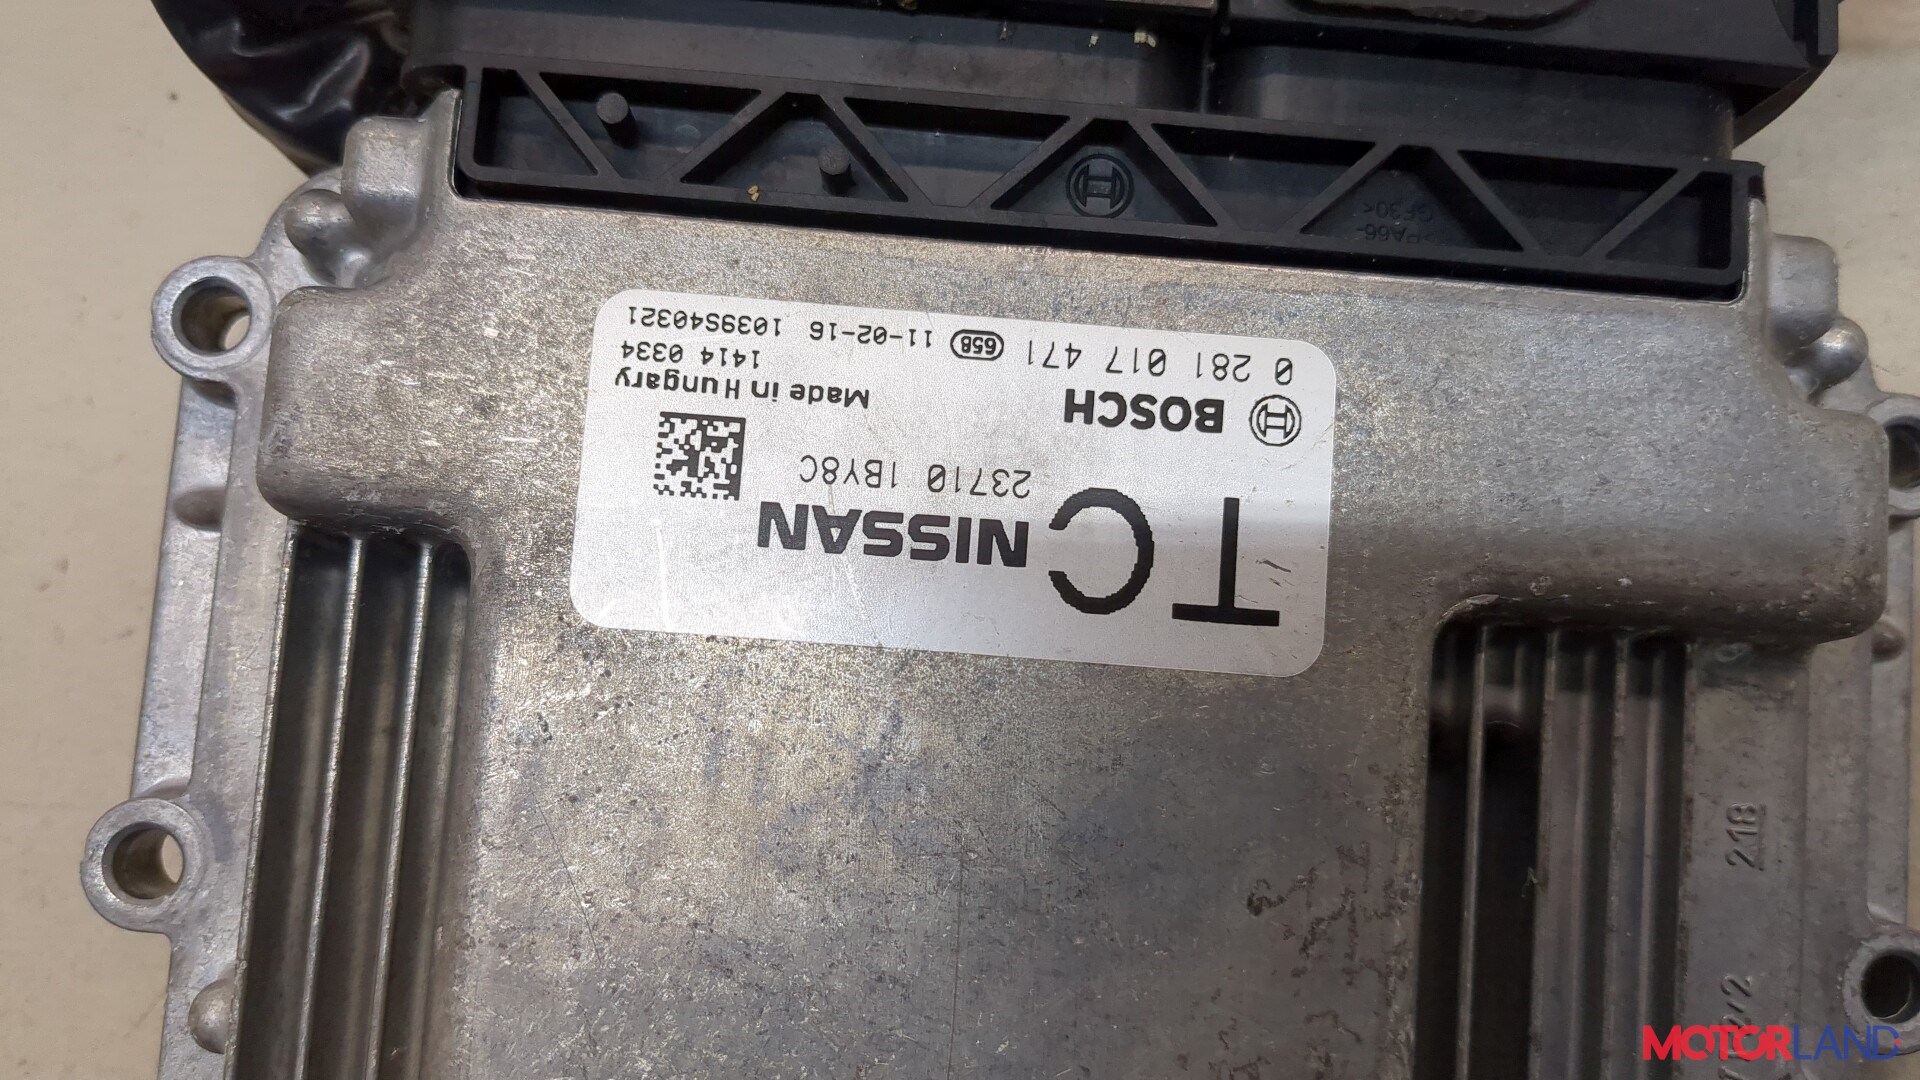 TC NISSAN
23710 1BY8C
BOSCH
Made in Hungary
1414 0334
0 281 017 471 65B 11-02-16 1039S40321
>PA66-
GF30<
218
MOTORLAND